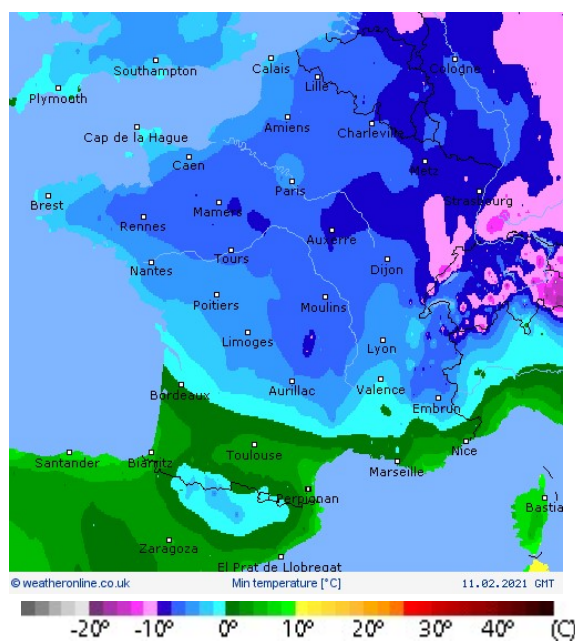 Southampton
Calais
Cologne
Plymouth
Lille
Amiens
Charleville
Cap de la Hague
Caen
Metz
Paris
Strasbourg
Brest
Mamers
Rennes
Auxerre
Tours
Dijon
Nantes
Poitiers
Moulins
Limoges
Lyon
Aurillac
Valence
Bordeaux
Embrun
Santander
Biarritz
Toulouse
Nice
Marseille
Perpignan
Bastia
Zaragoza
El Prat de Llobregat
© weatheronline.co.uk Min temperature [°C] 11.02.2021 GMT
-20° -10° 0° 10° 20° 30° 40° (C)